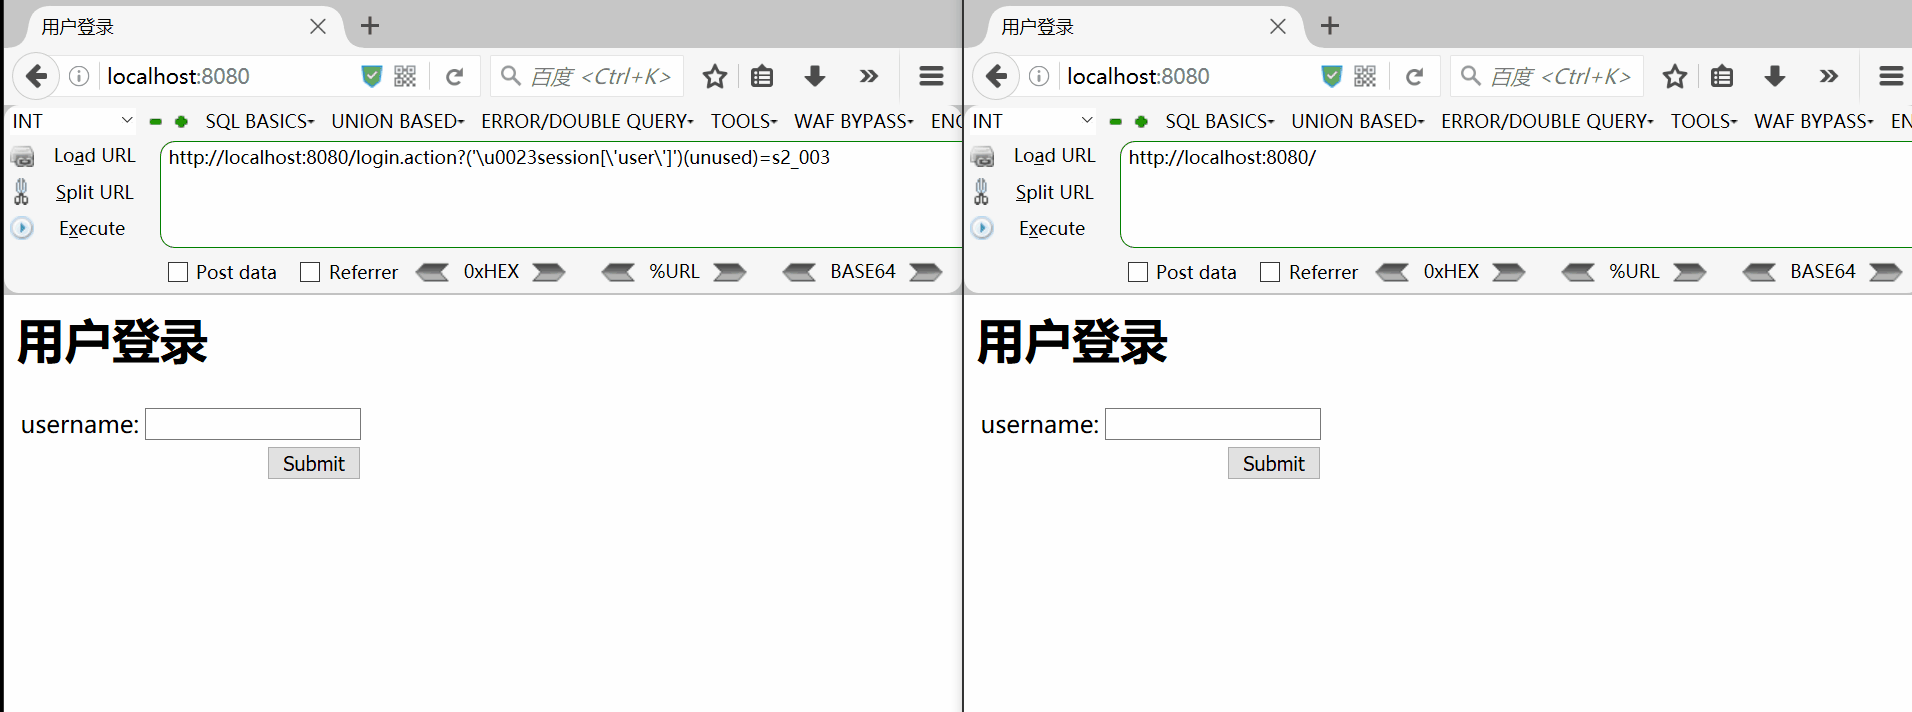 用户登录
localhost:8080
百度 <Ctrl+K>
INT
SQL BASICS
UNION BASED
ERROR/DOUBLE QUERY
TOOLS
WAF BYPASS
Load URL
http://localhost:8080/login.action?('\u0023session[\'user\']')(unused)=s2_003
Split URL
Execute
Post data
Referrer
0xHEX
%URL
BASE64
用户登录
username:
Submit
用户登录
localhost:8080
百度 <Ctrl+K>
INT
SQL BASICS
UNION BASED
ERROR/DOUBLE QUERY
TOOLS
WAF BYPASS
Load URL
http://localhost:8080/
Split URL
Execute
Post data
Referrer
0xHEX
%URL
BASE64
用户登录
username:
Submit